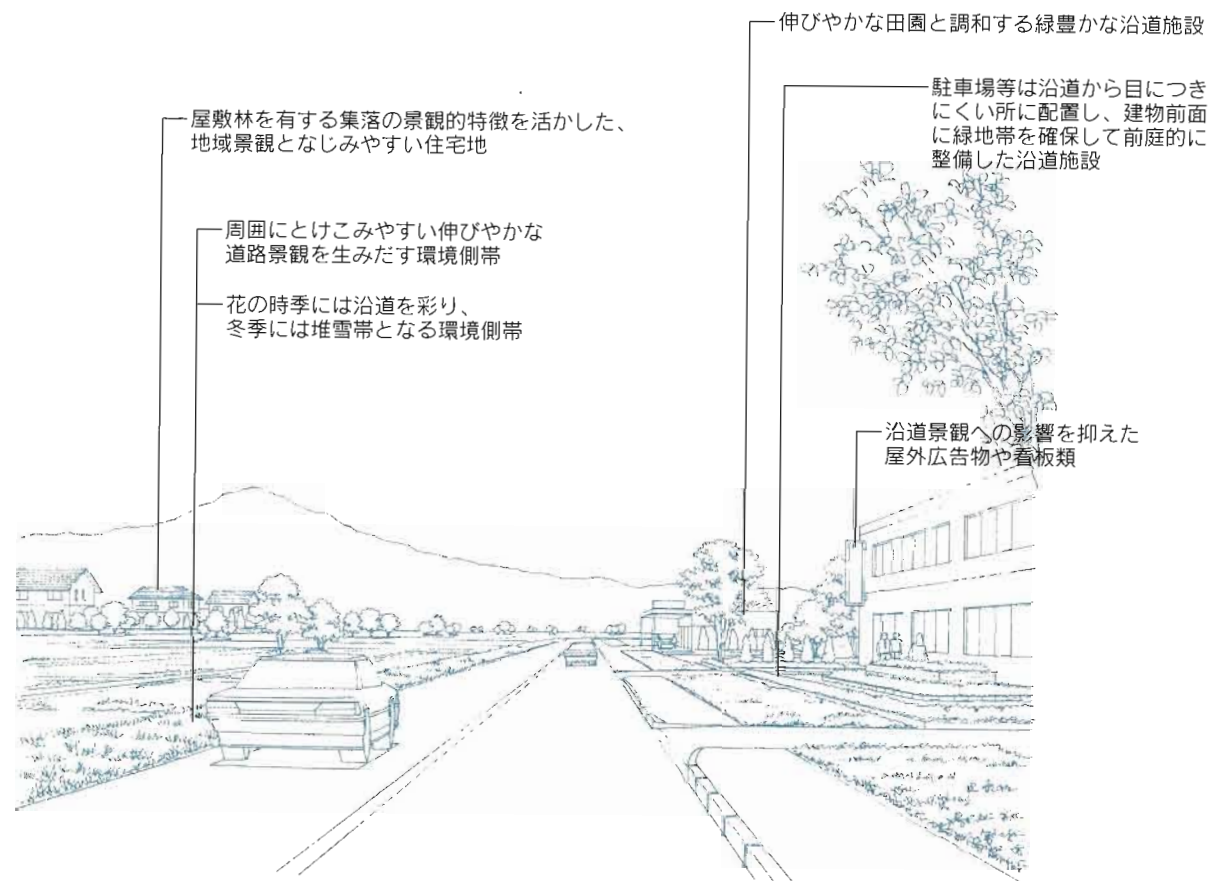 伸びやかな田園と調和する緑豊かな沿道施設
駐車場等は沿道から目につき
にくい所に配置し、建物前面
に緑地帯を確保して前庭的に
整備した沿道施設
屋敷林を有する集落の景観的特徴を活かした、
地域景観となじみやすい住宅地
周囲にとけこみやすい伸びやかな
道路景観を生みだす環境側帯
花の時季には沿道を彩り、
冬季には堆雪帯となる環境側帯
沿道景観への影響を抑えた
屋外広告物や看板類